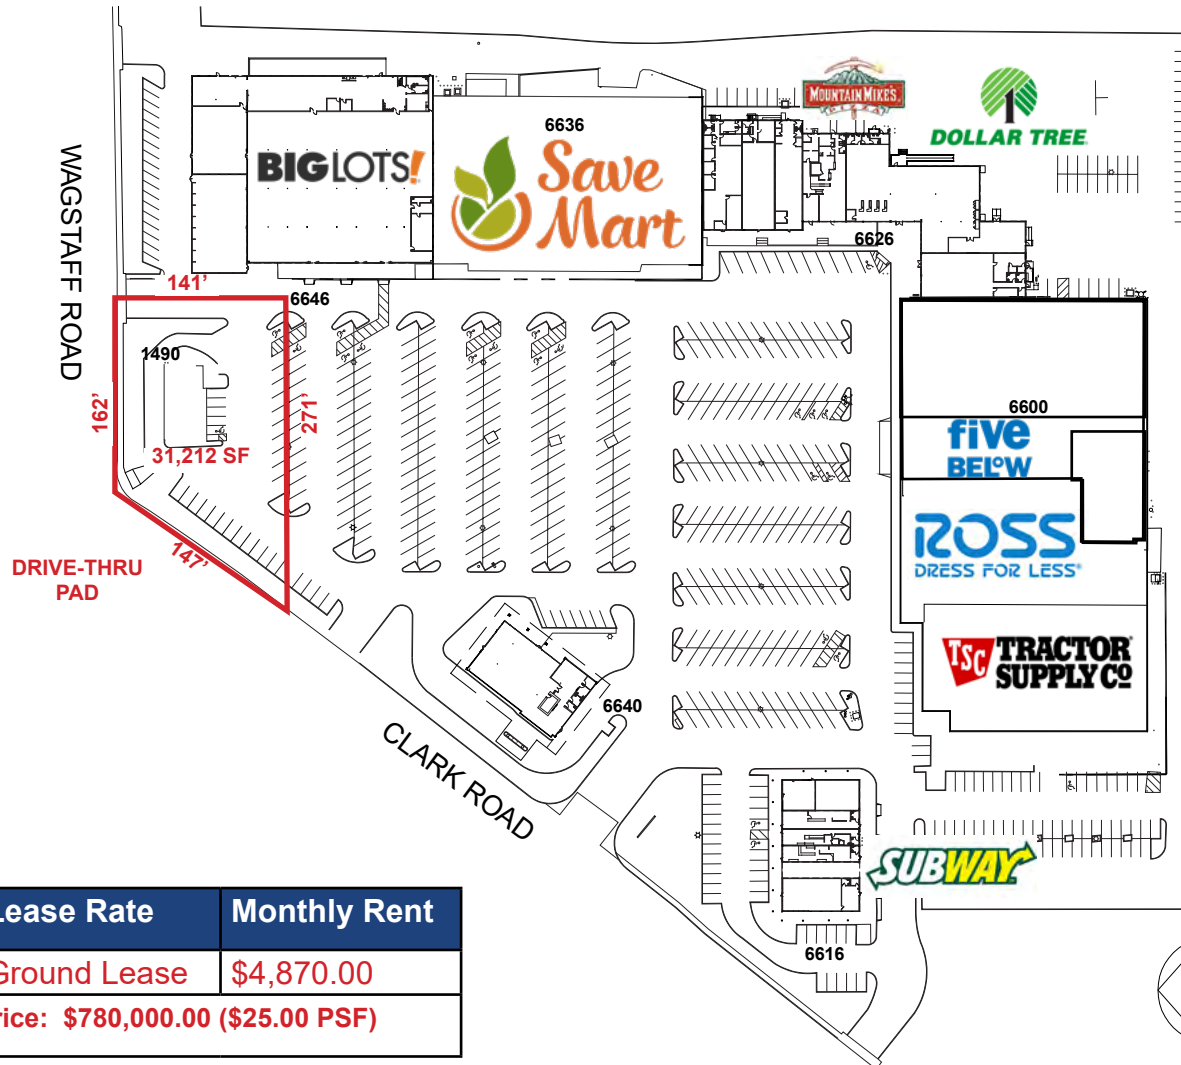 MOUNTAIN MIKE'S
PIZZA
DOLLAR TREE
6636
BIGLOTS!
Save
Mart
WAGSTAFF ROAD
6626
141'
6646
1490
162'
271'
31,212 SF
147'
DRIVE-THRU
PAD
6600
five
BELOW
ROSS
DRESS FOR LESS
TSC TRACTOR
SUPPLY CO
6640
CLARK ROAD
SUBWAY
6616
Lease Rate Monthly Rent
Ground Lease $4,870.00
rice: $780,000.00 ($25.00 PSF)